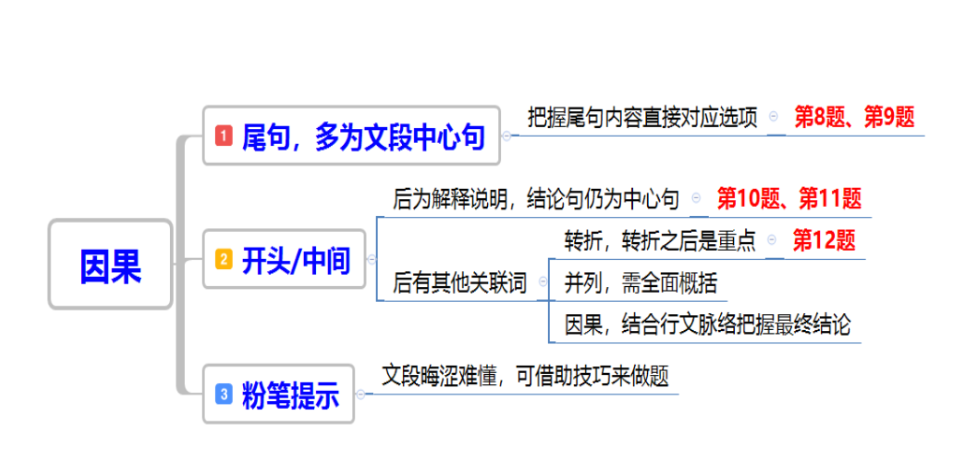 因果
1 尾句，多为文段中心句
把握尾句内容直接对应选项 第8题、第9题
2 开头/中间
后为解释说明，结论句仍为中心句 第10题、第11题
后有其他关联词
转折，转折之后是重点 第12题
并列，需全面概括
因果，结合行文脉络把握最终结论
3 粉笔提示
文段晦涩难懂，可借助技巧来做题